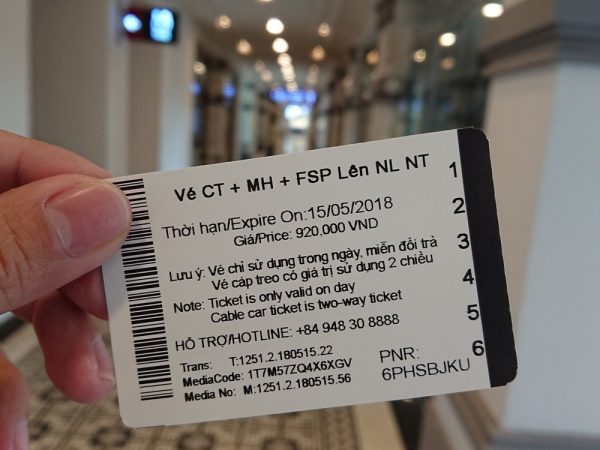 Vé CT + MH + FSP Lên NL NT
Thời hạn/Expire On:15/05/2018
Giá/Price: 920,000 VND
Lưu ý: Vé chỉ sử dụng trong ngày, miễn đổi trả
Vé cáp treo có giá trị sử dụng 2 chiều
Note: Ticket is only valid on day
Cable car ticket is two-way ticket
HỖ TRỢ/HOTLINE: +84 948 30 8888
Trans: T:1251.2.180515.22
MediaCode: 1T7M57ZQ4X6XGV
Media No: M:1251.2.180515.56
PNR:
6PHSBJKU
1
2
3
4
5
6